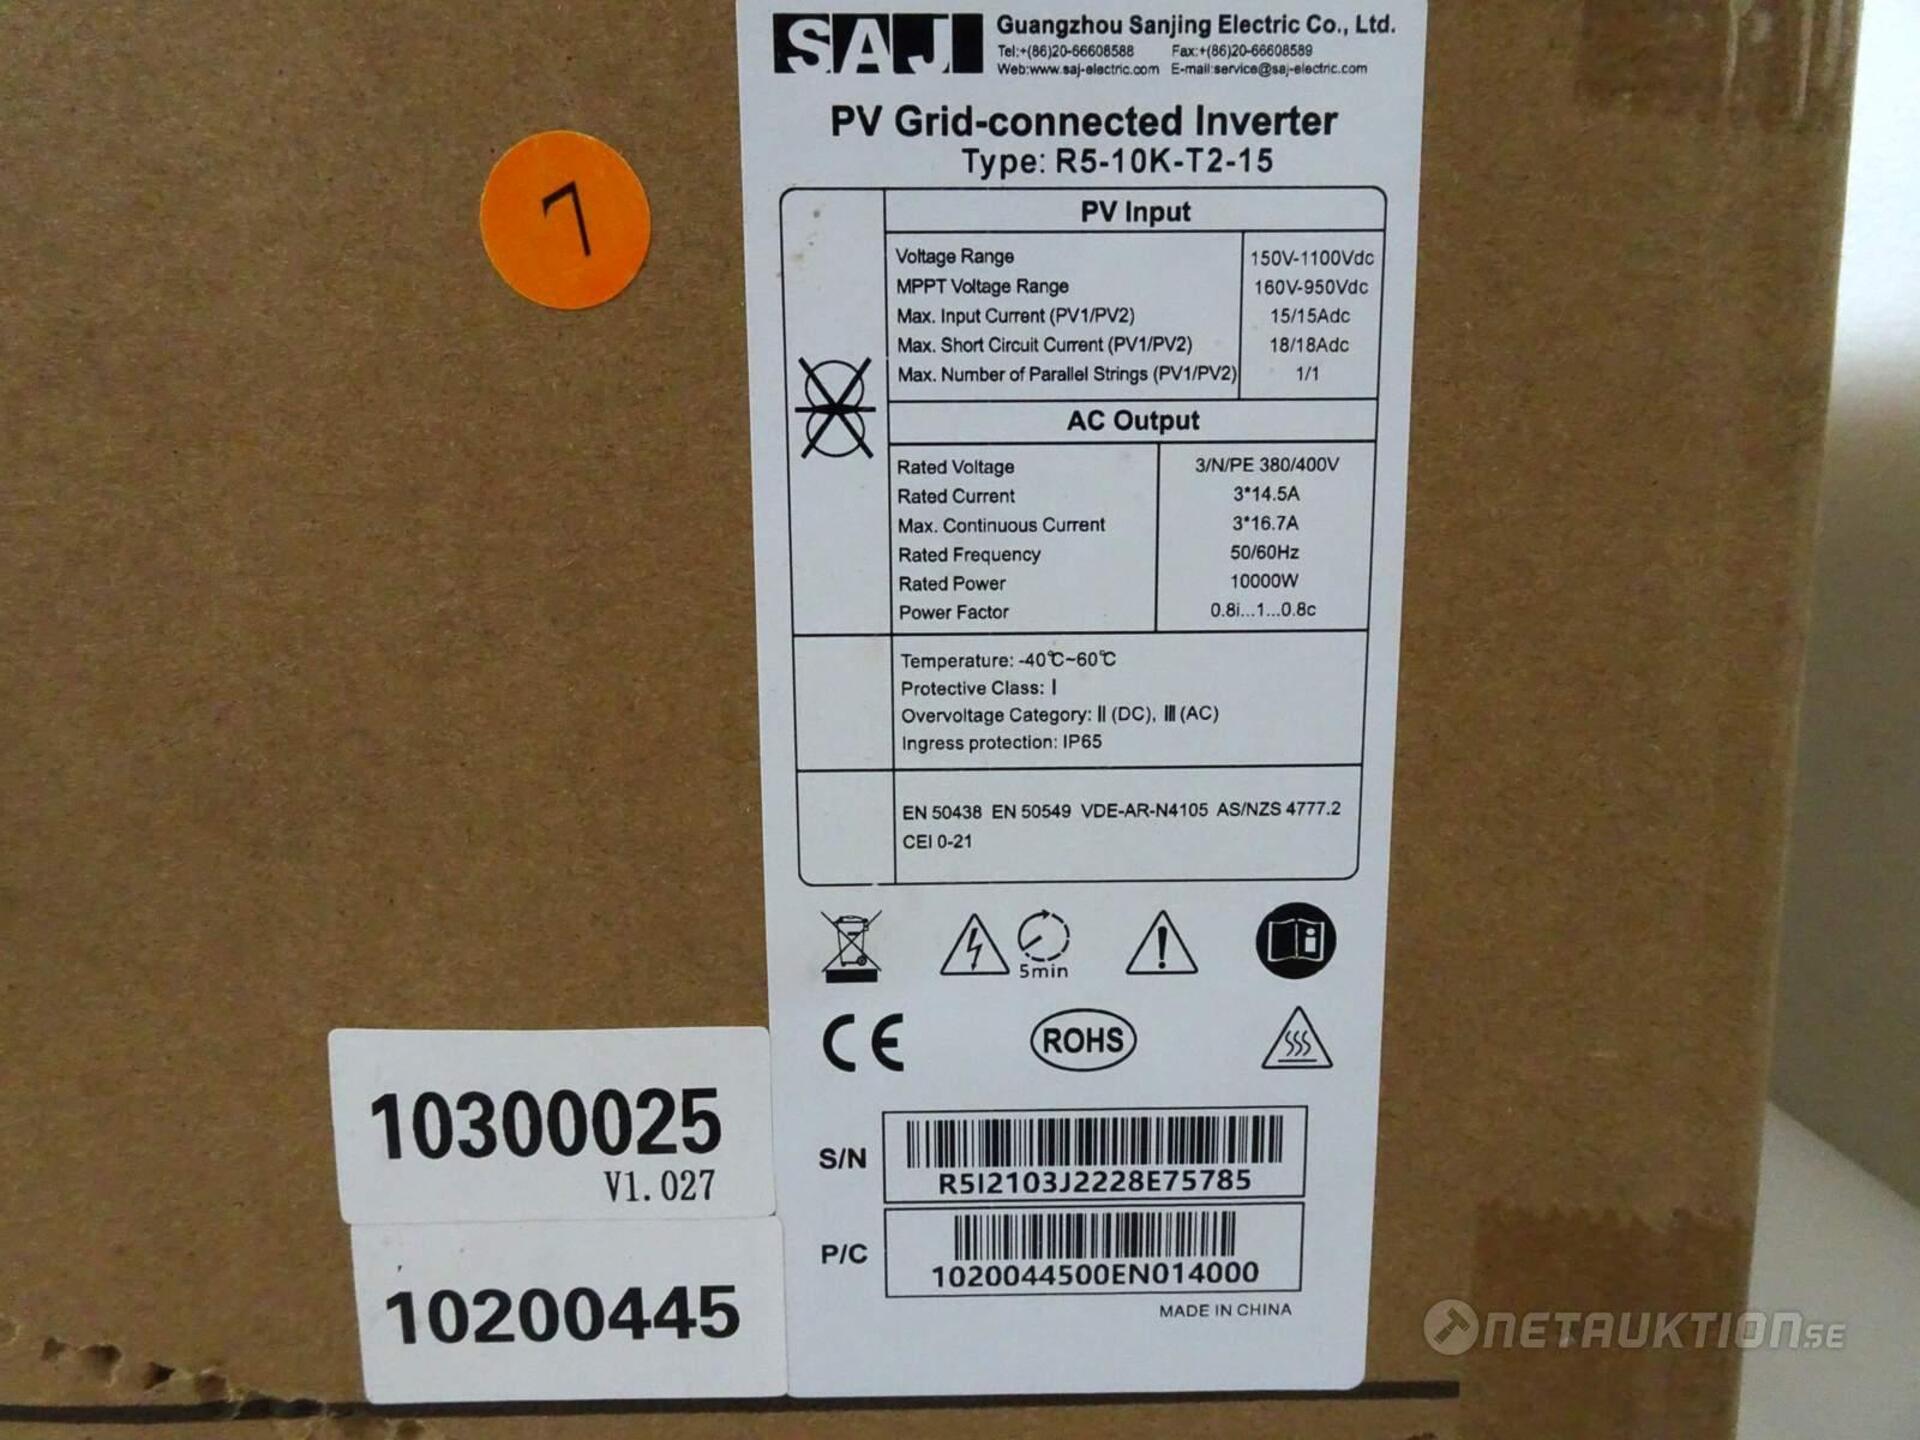 SAJ
Guangzhou Sanjing Electric Co., Ltd.
Tel:+(86)20-66608588 Fax:+(86)20-66608589
Web:www.saj-electric.com E-mail:service@saj-electric.com
PV Grid-connected Inverter
Type: R5-10K-T2-15
7
PV Input
Voltage Range 150V-1100Vdc
MPPT Voltage Range 160V-950Vdc
Max. Input Current (PV1/PV2) 15/15Adc
Max. Short Circuit Current (PV1/PV2) 18/18Adc
Max. Number of Parallel Strings (PV1/PV2) 1/1
AC Output
Rated Voltage 3/N/PE 380/400V
Rated Current 3*14.5A
Max. Continuous Current 3*16.7A
Rated Frequency 50/60Hz
Rated Power 10000W
Power Factor 0.8i...1...0.8c
Temperature: -40℃~60℃
Protective Class: Ⅰ
Overvoltage Category: Ⅱ (DC), Ⅲ (AC)
Ingress protection: IP65
EN 50438 EN 50549 VDE-AR-N4105 AS/NZS 4777.2
CEI 0-21
5min
CE ROHS
S/N R5I2103J2228E75785
P/C 1020044500EN014000
MADE IN CHINA
10300025
V1.027
10200445
NETAUKTION.SE